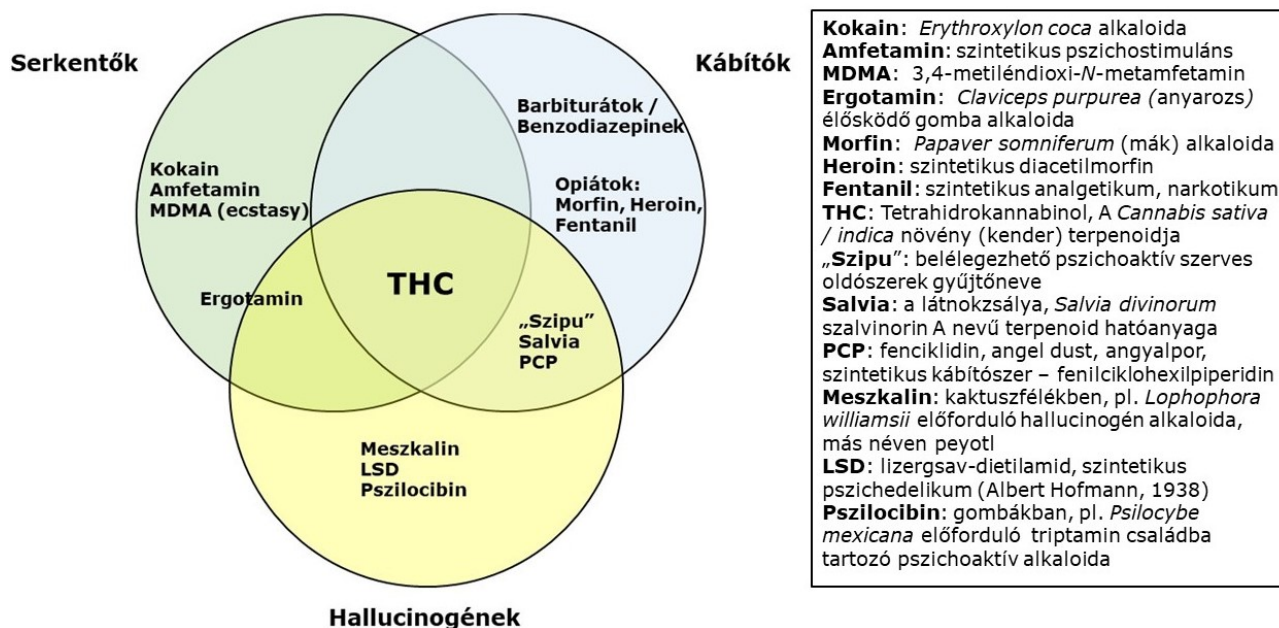 Serkentők
Kábítók
Barbiturátok /
Benzodiazepinek
Kokain
Amfetamin
MDMA (ecstasy)
Opiátok:
Morfin, Heroin,
Fentanil
Ergotamin
THC
„Szipu”
Salvia
PCP
Meszkalin
LSD
Pszilocibin
Hallucinogének
Kokain: Erythroxylon coca alkaloida
Amfetamin: szintetikus pszichostimuláns
MDMA: 3,4-metiléndioxi-N-metamfetamin
Ergotamin: Claviceps purpurea (anyarozs)
élősködő gomba alkaloida
Morfin: Papaver somniferum (mák) alkaloida
Heroin: szintetikus diacetilmorfin
Fentanil: szintetikus analgetikum, narkotikum
THC: Tetrahidrokannabinol, A Cannabis sativa
/ indica növény (kender) terpenoidja
„Szipu”: belélegezhető pszichoaktív szerves
oldószerek gyűjtőneve
Salvia: a látnokzsálya, Salvia divinorum
szalvinorin A nevű terpenoid hatóanyaga
PCP: fenciklidin, angel dust, angyalpor,
szintetikus kábítószer – fenilciklohexilpiperidin
Meszkalin: kaktuszfélékben, pl. Lophophora
williamsii előforduló hallucinogén alkaloida,
más néven peyotl
LSD: lizergsav-dietilamid, szintetikus
pszichedelikum (Albert Hofmann, 1938)
Pszilocibin: gombákban, pl. Psilocybe
mexicana előforduló triptamin családba
tartozó pszichoaktív alkaloida